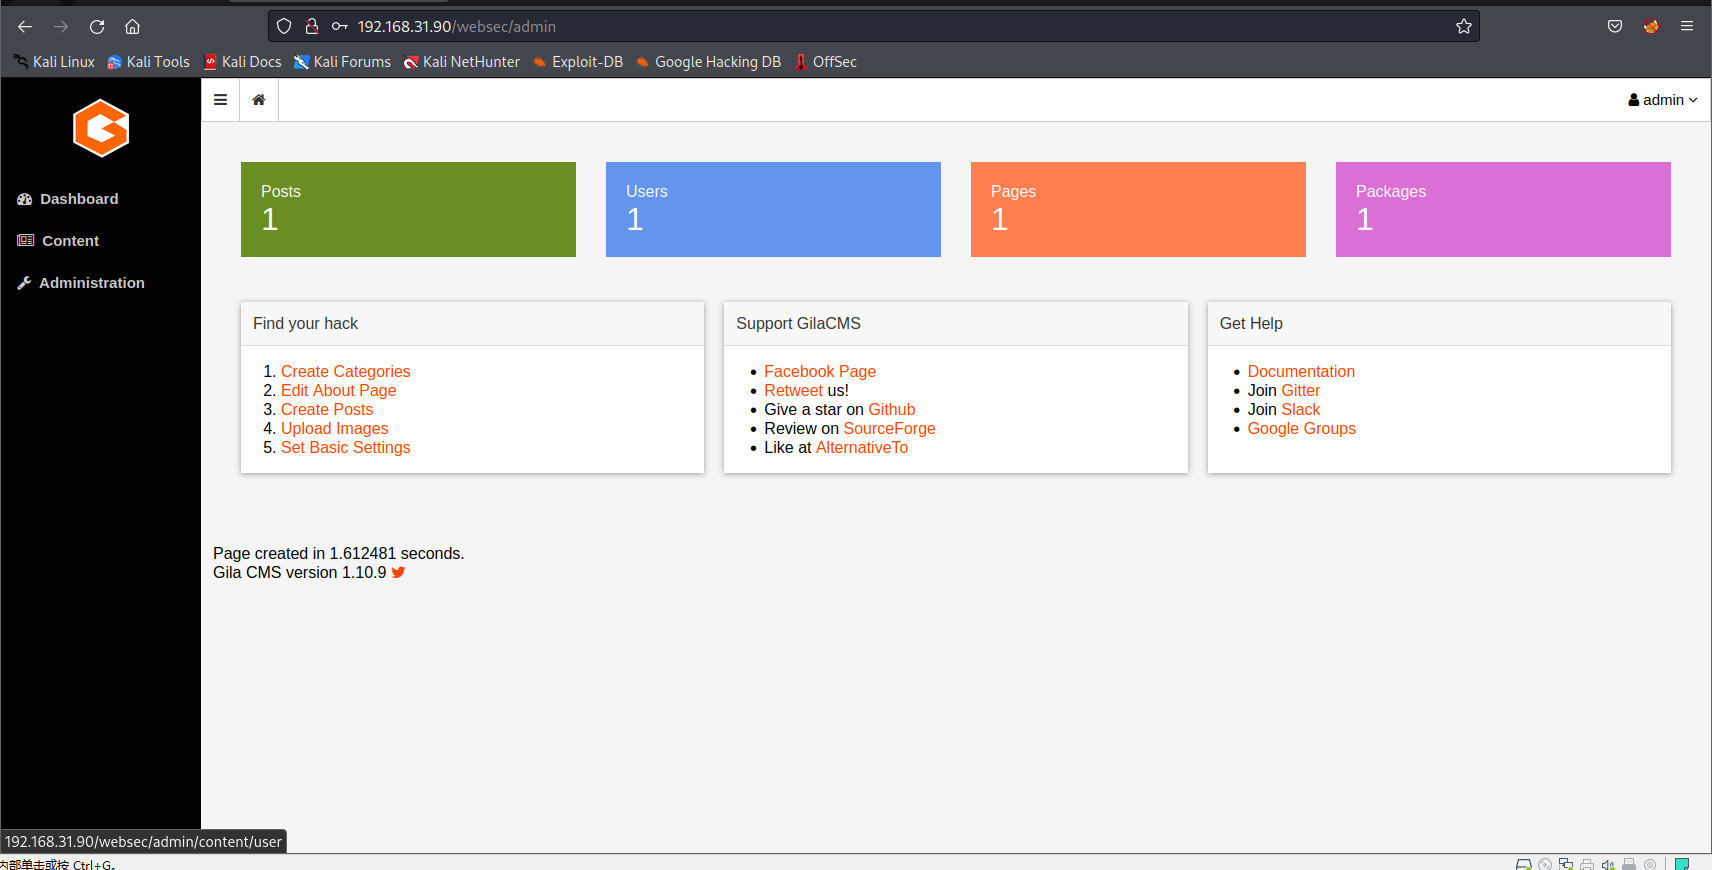 192.168.31.90/websec/admin
Kali Linux Kali Tools Kali Docs Kali Forums Kali NetHunter Exploit-DB Google Hacking DB OffSec
admin
Dashboard
Content
Administration
Posts
1
Users
1
Pages
1
Packages
1
Find your hack
1. Create Categories
2. Edit About Page
3. Create Posts
4. Upload Images
5. Set Basic Settings
Support GilaCMS
Facebook Page
Retweet us!
Give a star on Github
Review on SourceForge
Like at AlternativeTo
Get Help
Documentation
Join Gitter
Join Slack
Google Groups
Page created in 1.612481 seconds.
Gila CMS version 1.10.9
192.168.31.90/websec/admin/content/user
内部单击或按 Ctrl+G。